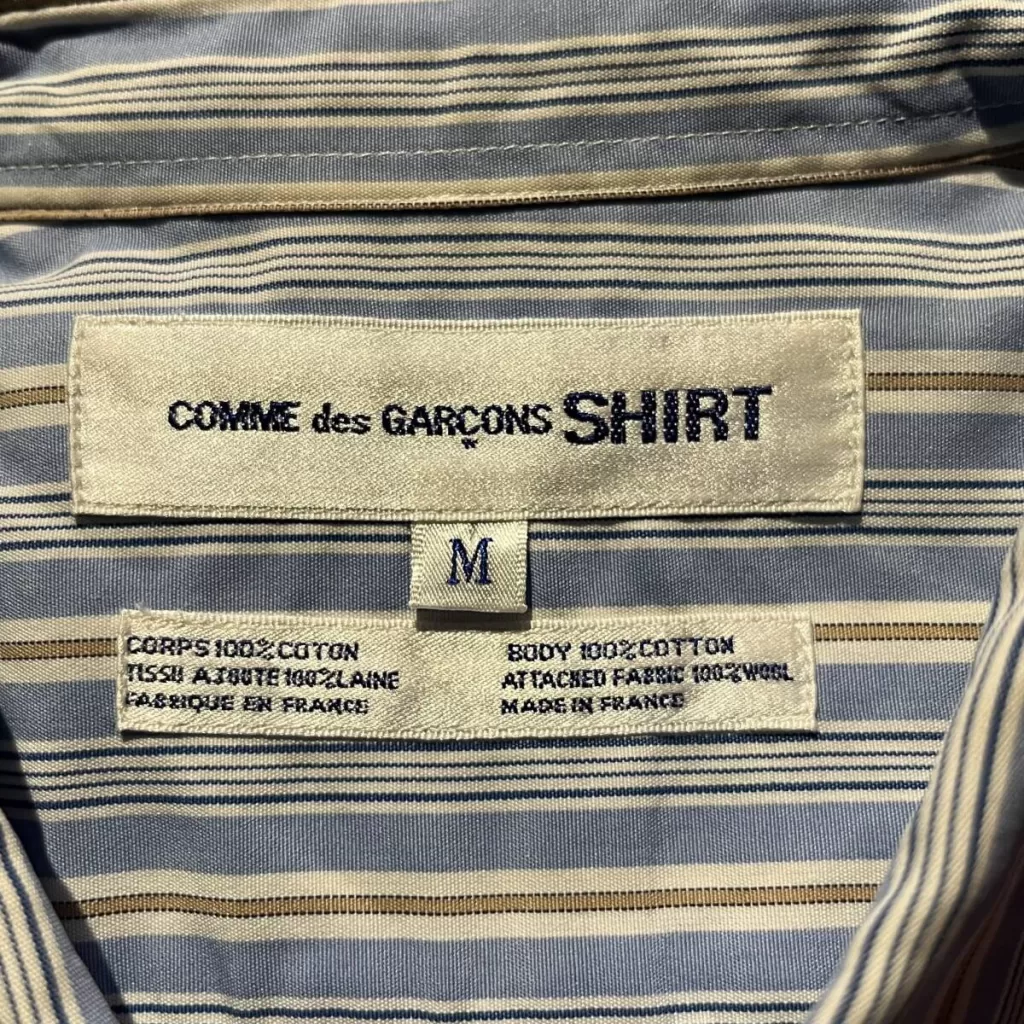 COMME des GARÇONS SHIRT
M
CORPS 100% COTON
TISSU AJOUTE 100% LAINE
FABRIQUE EN FRANCE
BODY 100% COTTON
ATTACHED FABRIC 100% WOOL
MADE IN FRANCE